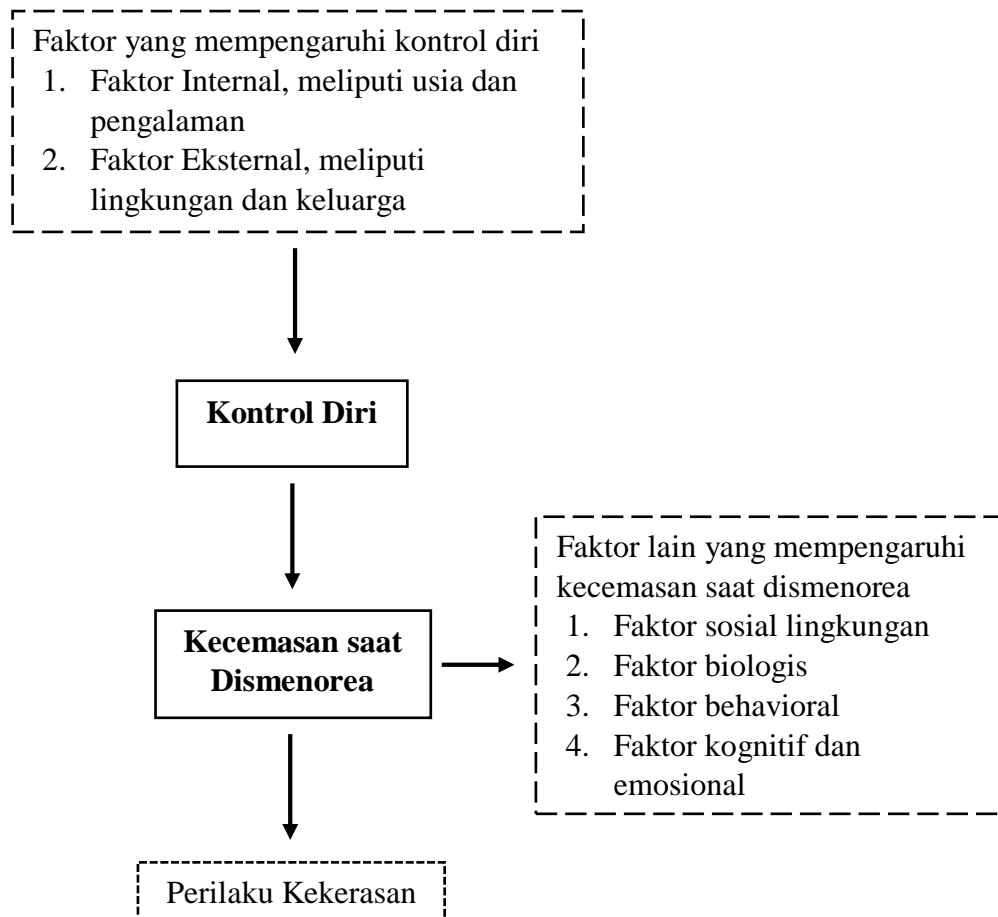 Faktor yang mempengaruhi kontrol diri
1. Faktor Internal, meliputi usia dan
pengalaman
2. Faktor Eksternal, meliputi
lingkungan dan keluarga
Kontrol Diri
Kecemasan saat
Dismenorea
Faktor lain yang mempengaruhi
kecemasan saat dismenorea
1. Faktor sosial lingkungan
2. Faktor biologis
3. Faktor behavioral
4. Faktor kognitif dan
emosional
Perilaku Kekerasan